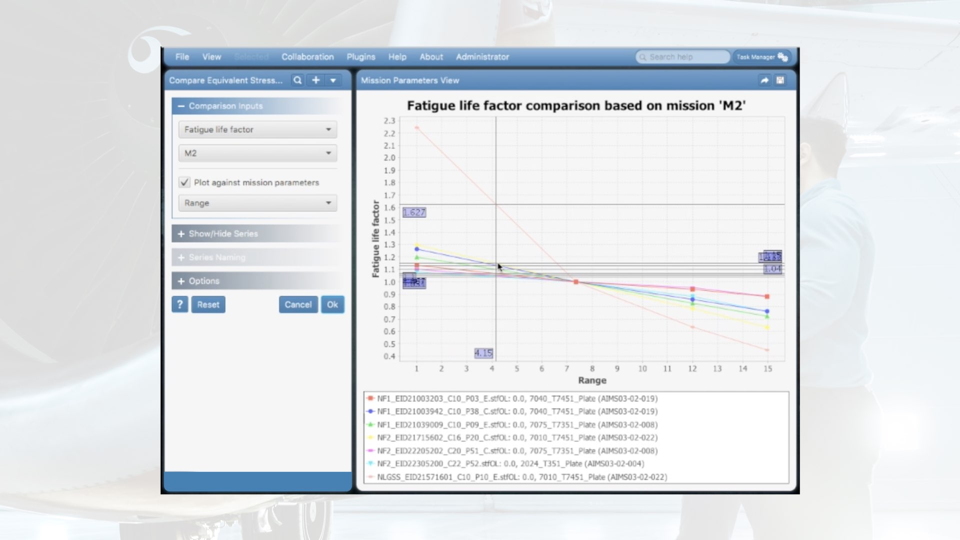 File View Collaboration Plugins Help About Administrator Search help Task Manager
Compare Equivalent Stress...
Comparison Inputs
Fatigue life factor
M2
Plot against mission parameters
Range
Show/Hide Series
Series Naming
Options
? Reset Cancel Ok
Mission Parameters View
Fatigue life factor comparison based on mission 'M2'
Fatigue life factor
2.3
2.2
2.1
2.0
1.9
1.8
1.7
1.6
1.5
1.4
1.3
1.2
1.1
1.0
0.9
0.8
0.7
0.6
0.5
0.4
1.627
1.04
4.15
1 2 3 4 5 6 7 8 9 10 11 12 13 14 15
Range
NF1_EID21003203_C10_P03_E.stfOL: 0.0, 7040_T7451_Plate (AIMS03-02-019)
NF1_EID21003942_C10_P38_C.stfOL: 0.0, 7040_T7451_Plate (AIMS03-02-019)
NF1_EID21039009_C10_P09_E.stfOL: 0.0, 7075_T7351_Plate (AIMS03-02-008)
NF2_EID21715602_C16_P20_C.stfOL: 0.0, 7010_T7451_Plate (AIMS03-02-022)
NF2_EID22205202_C20_P51_C.stfOL: 0.0, 7075_T7351_Plate (AIMS03-02-008)
NF2_EID22305200_C22_P52.stfOL: 0.0, 2024_T351_Plate (AIMS03-02-004)
NLGSS_EID21571601_C10_P10_E.stfOL: 0.0, 7010_T7451_Plate (AIMS03-02-022)